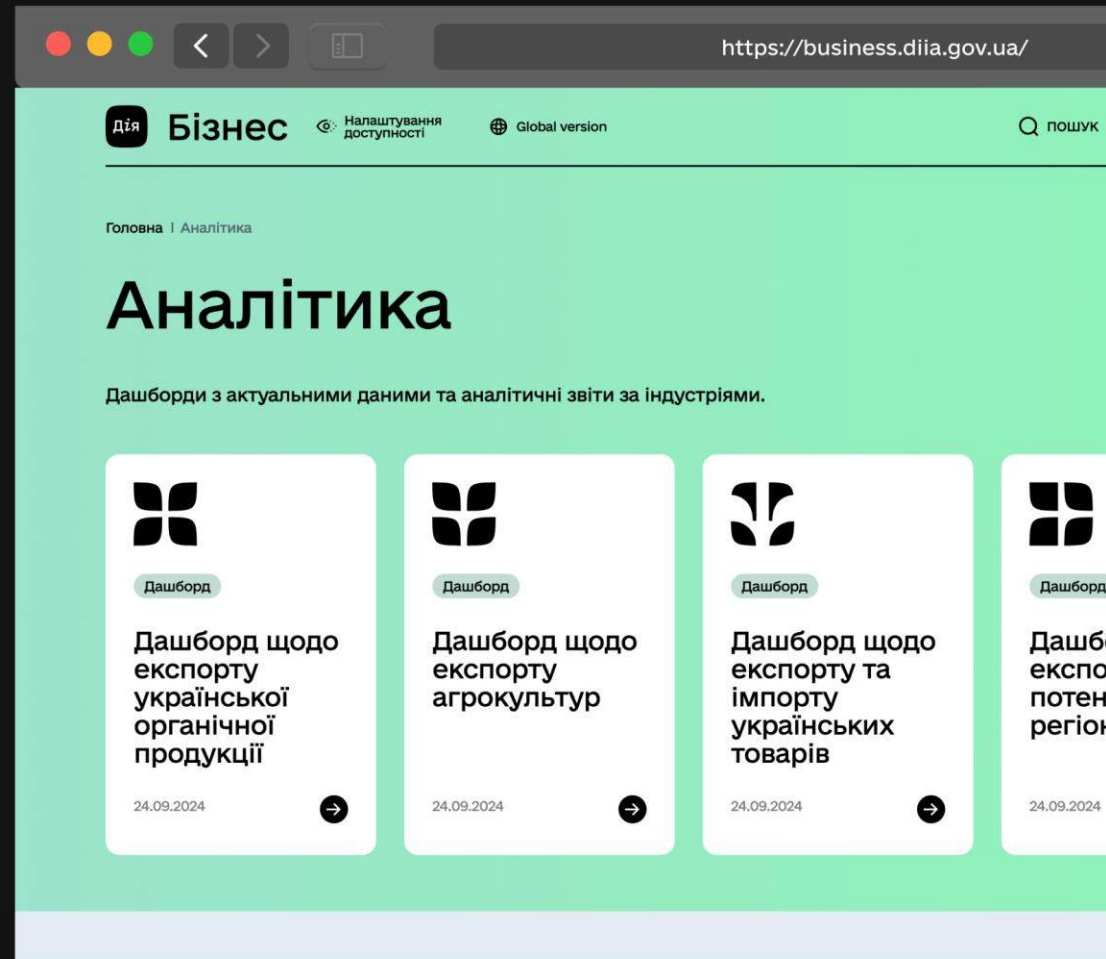 https://business.diia.gov.ua/
Дія Бізнес
Налаштування
доступності
Global version
пошук
Головна | Аналітика
Аналітика
Дашборди з актуальними даними та аналітичні звіти за індустріями.
Дашборд
Дашборд щодо
експорту
української
органічної
продукції
24.09.2024
Дашборд
Дашборд щодо
експорту
агрокультур
24.09.2024
Дашборд
Дашборд щодо
експорту та
імпорту
українських
товарів
24.09.2024
Дашборд
24.09.2024